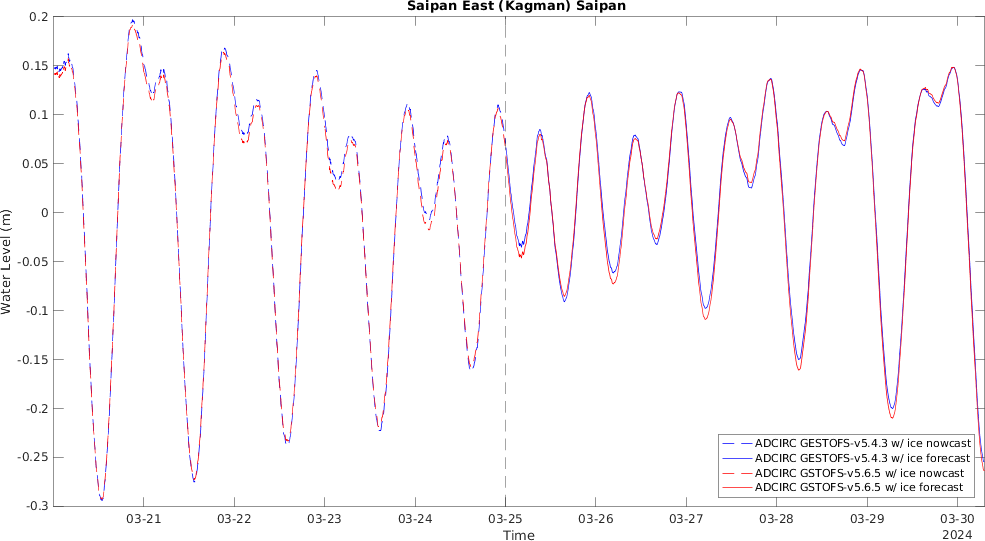 Saipan East (Kagman) Saipan
0.2
0.15
0.1
0.05
0
-0.05
-0.1
-0.15
-0.2
-0.25
-0.3
Water Level (m)
ADCIRC GESTOFS-v5.4.3 w/ ice nowcast
ADCIRC GESTOFS-v5.4.3 w/ ice forecast
ADCIRC GSTOFS-v5.6.5 w/ ice nowcast
ADCIRC GSTOFS-v5.6.5 w/ ice forecast
03-21 03-22 03-23 03-24 03-25 03-26 03-27 03-28 03-29 03-30
Time
2024